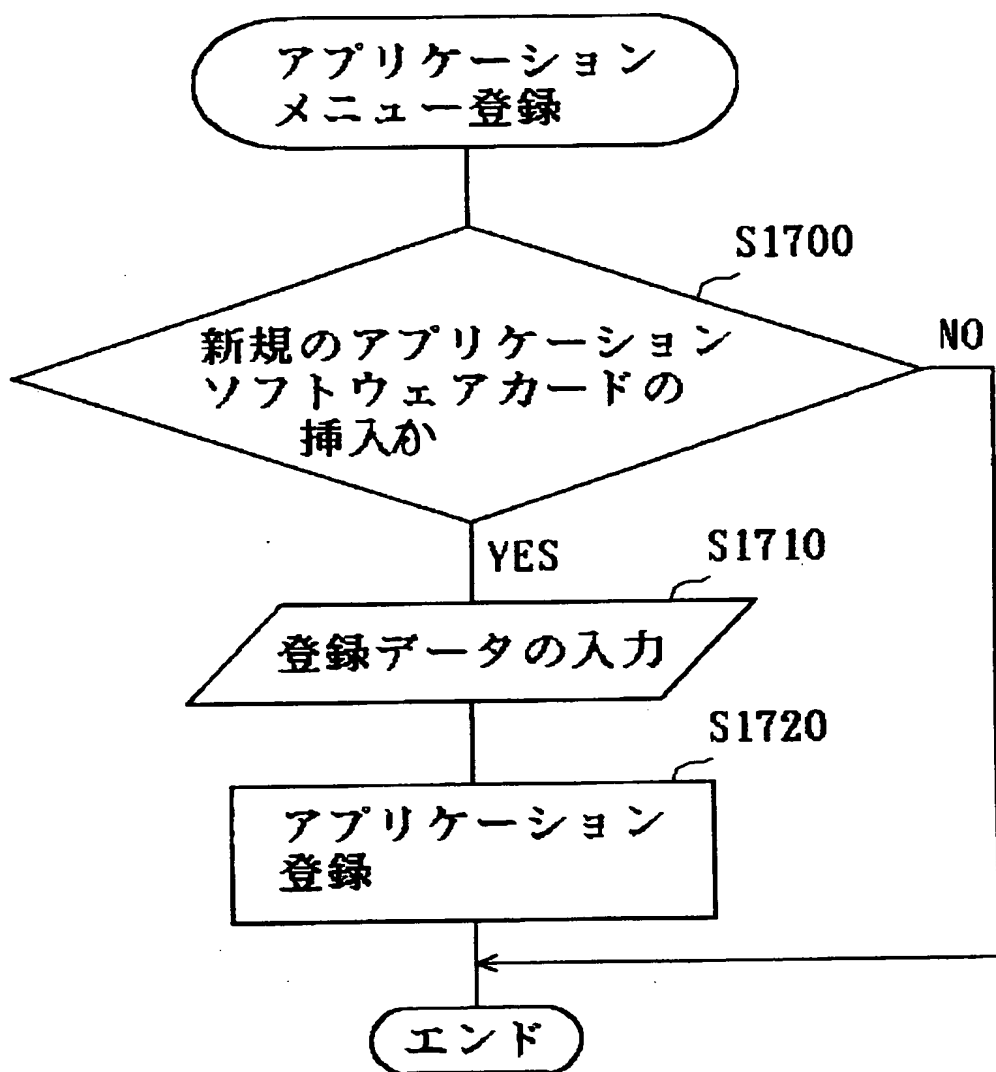 アプリケーション
メニュー登録
S1700
新規のアプリケーション
ソフトウェアカードの
挿入か
NO
YES
S1710
登録データの入力
S1720
アプリケーション
登録
エンド